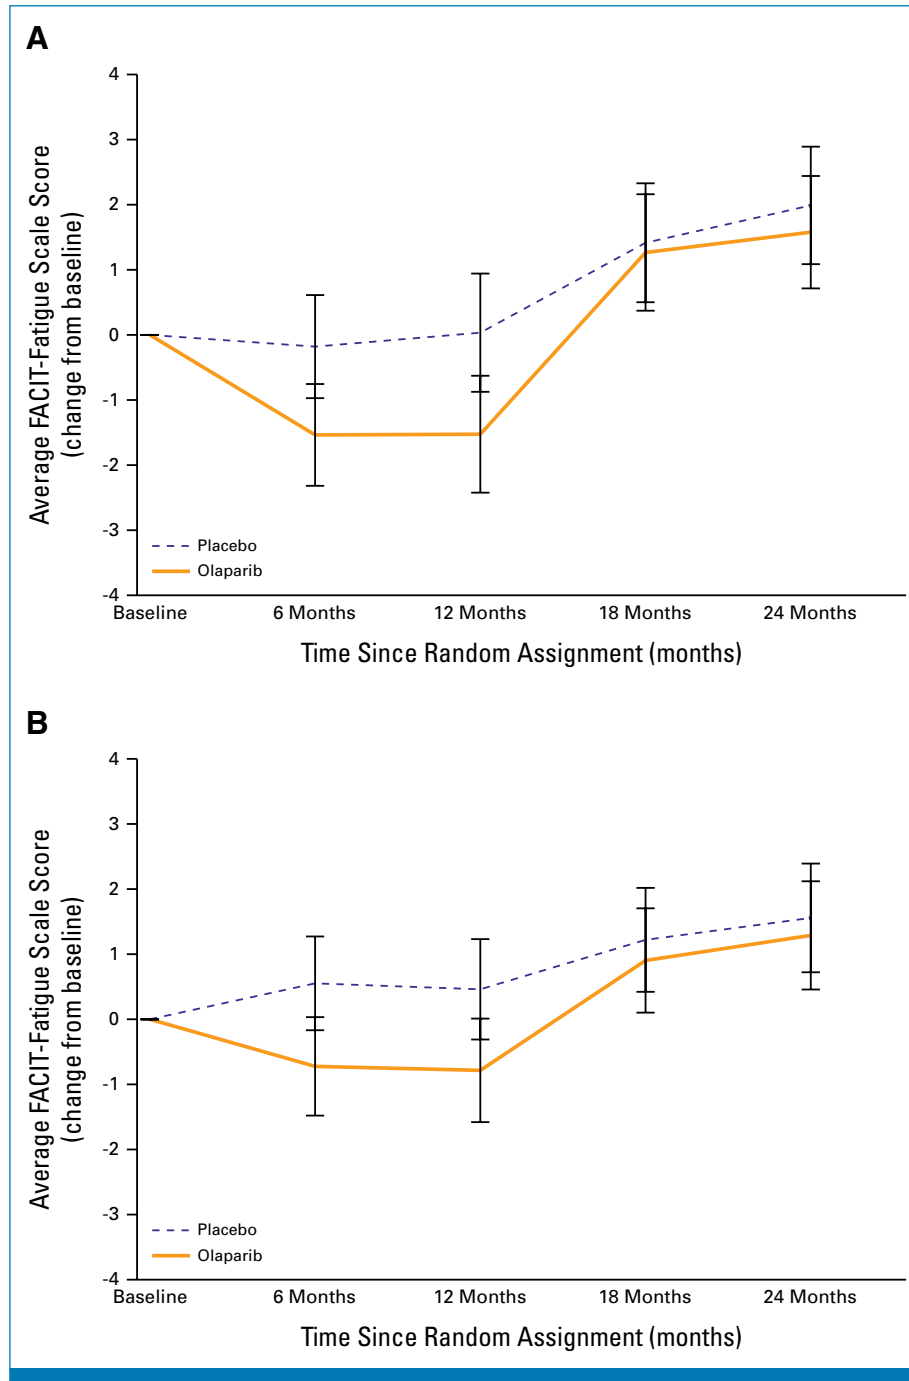 A
Average FACIT-Fatigue Scale Score
(change from baseline)
4
3
2
1
0
-1
-2
-3
-4
Placebo
Olaparib
Baseline 6 Months 12 Months 18 Months 24 Months
Time Since Random Assignment (months)
B
Average FACIT-Fatigue Scale Score
(change from baseline)
4
3
2
1
0
-1
-2
-3
-4
Placebo
Olaparib
Baseline 6 Months 12 Months 18 Months 24 Months
Time Since Random Assignment (months)